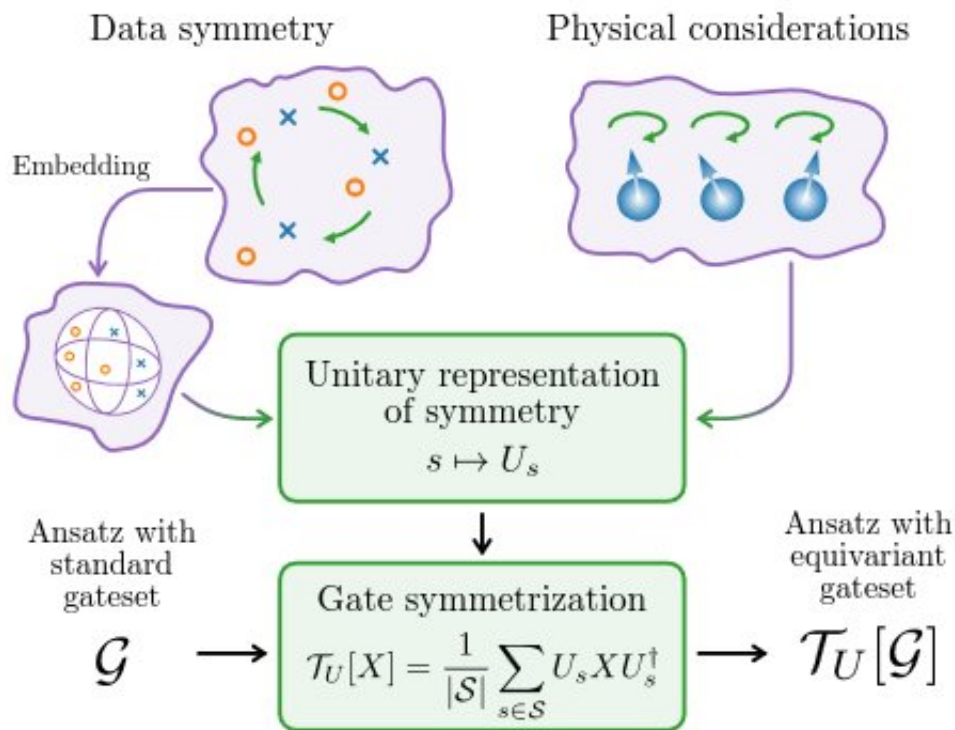 Data symmetry
Physical considerations
Embedding
Unitary representation
of symmetry
s ↦ U_s
Ansatz with
standard
gateset
𝒢
Gate symmetrization
𝒯_U[X] = 1/|𝒮| ∑_{s∈𝒮} U_s X U_s^†
Ansatz with
equivariant
gateset
𝒯_U[𝒢]